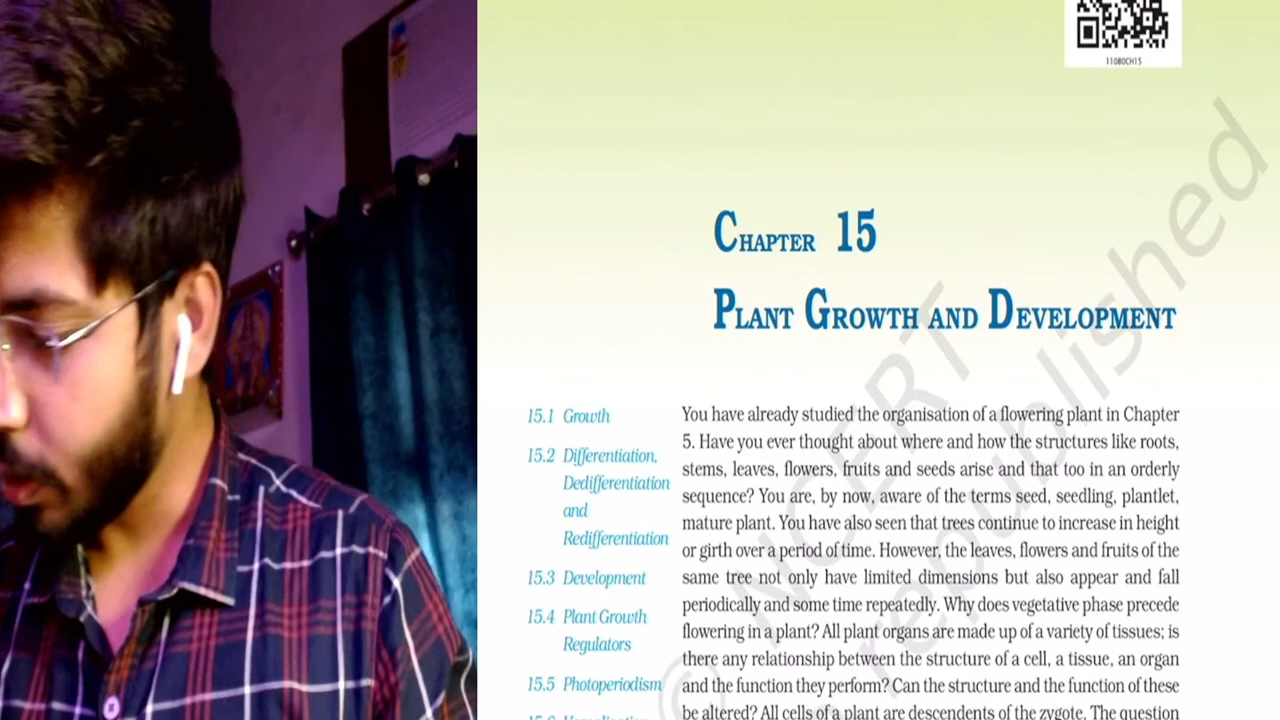 11080CH15
CHAPTER 15
PLANT GROWTH AND DEVELOPMENT
15.1 Growth
15.2 Differentiation,
Dedifferentiation
and
Redifferentiation
15.3 Development
15.4 Plant Growth
Regulators
15.5 Photoperiodism
You have already studied the organisation of a flowering plant in Chapter
5. Have you ever thought about where and how the structures like roots,
stems, leaves, flowers, fruits and seeds arise and that too in an orderly
sequence? You are, by now, aware of the terms seed, seedling, plantlet,
mature plant. You have also seen that trees continue to increase in height
or girth over a period of time. However, the leaves, flowers and fruits of the
same tree not only have limited dimensions but also appear and fall
periodically and some time repeatedly. Why does vegetative phase precede
flowering in a plant? All plant organs are made up of a variety of tissues; is
there any relationship between the structure of a cell, a tissue, an organ
and the function they perform? Can the structure and the function of these
be altered? All cells of a plant are descendents of the zygote. The question
© NCERT
republished